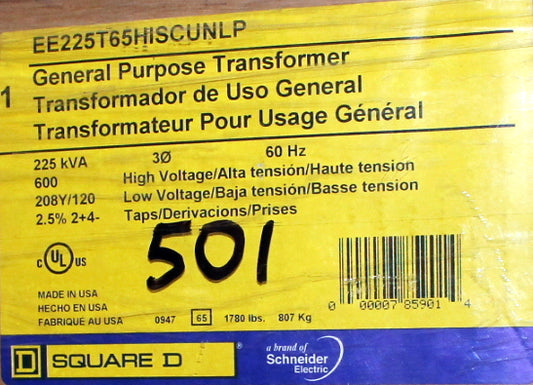 EE225T65HISCUNLP
1
General Purpose Transformer
Transformador de Uso General
Transformateur Pour Usage Général
225 kVA 3Ø 60 Hz
600 High Voltage/Alta tensión/Haute tension
208Y/120 Low Voltage/Baja tensión/Basse tension
2.5% 2+4- Taps/Derivacions/Prises
501
C UL US
MADE IN USA
HECHO EN USA
FABRIQUE AU USA 0947 65 1780 lbs. 807 Kg
0 00007 85901 4
D SQUARE D ®
a brand of
Schneider
Electric